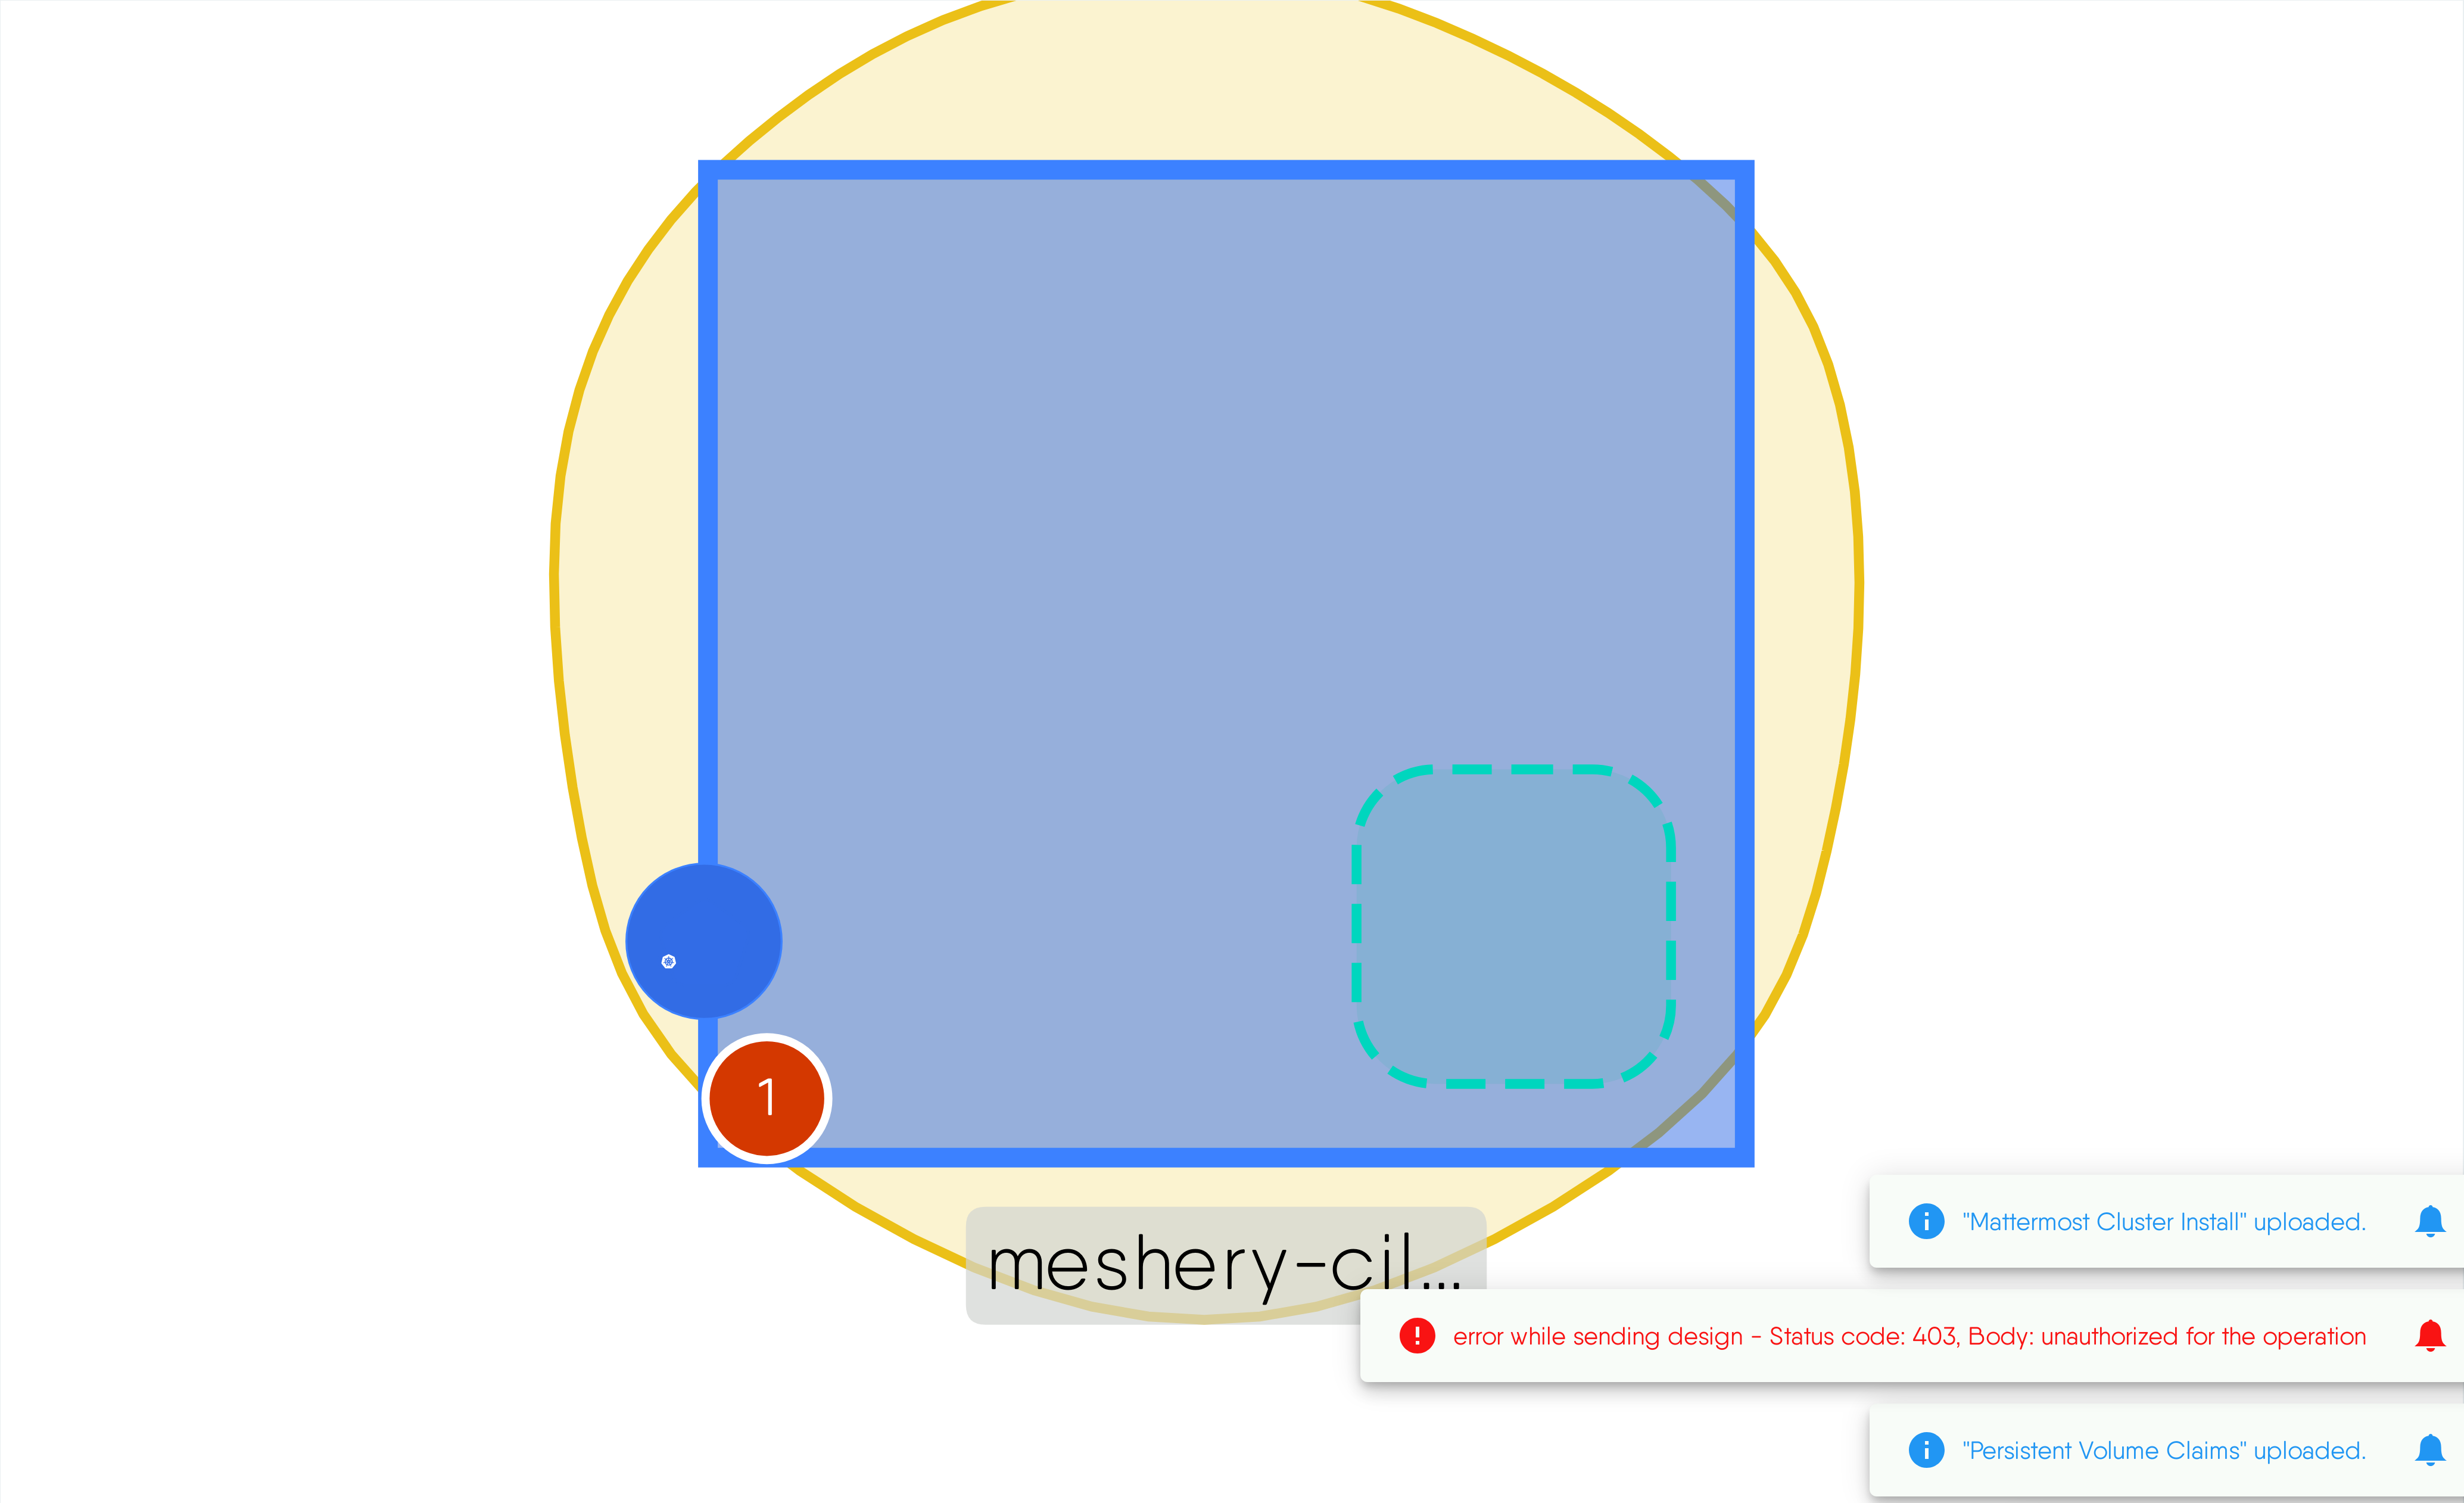 1
meshery-cil...
"Mattermost Cluster Install" uploaded.
error while sending design - Status code: 403, Body: unauthorized for the operation
"Persistent Volume Claims" uploaded.